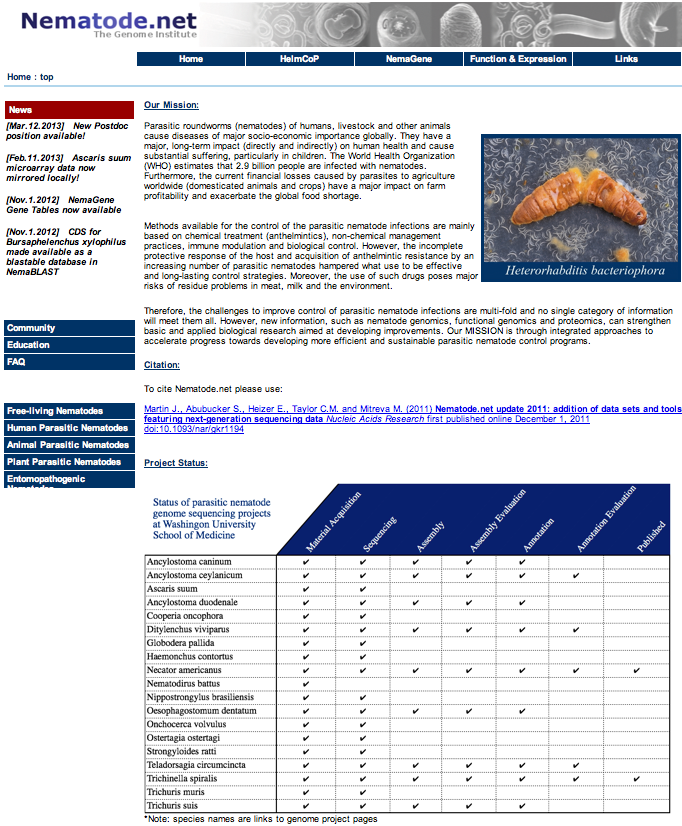 Nematode.net
The Genome Institute
Home
HelmCoP
NemaGene
Function & Expression
Links
Home : top
News
[Mar.12.2013] New Postdoc
position available!
[Feb.11.2013] Ascaris suum
microarray data now
mirrored locally!
[Nov.1.2012] NemaGene
Gene Tables now available
[Nov.1.2012] CDS for
Bursaphelenchus xylophilus
made available as a
blastable database in
NemaBLAST
Community
Education
FAQ
Free-living Nematodes
Human Parasitic Nematodes
Animal Parasitic Nematodes
Plant Parasitic Nematodes
Entomopathogenic
Nematodes
Our Mission:
Parasitic roundworms (nematodes) of humans, livestock and other animals
cause diseases of major socio-economic importance globally. They have a
major, long-term impact (directly and indirectly) on human health and cause
substantial suffering, particularly in children. The World Health Organization
(WHO) estimates that 2.9 billion people are infected with nematodes.
Furthermore, the current financial losses caused by parasites to agriculture
worldwide (domesticated animals and crops) have a major impact on farm
profitability and exacerbate the global food shortage.
Heterorhabditis bacteriophora
Methods available for the control of the parasitic nematode infections are mainly
based on chemical treatment (anthelmintics), non-chemical management
practices, immune modulation and biological control. However, the incomplete
protective response of the host and acquisition of anthelmintic resistance by an
increasing number of parasitic nematodes hampered what use to be effective
and long-lasting control strategies. Moreover, the use of such drugs poses major
risks of residue problems in meat, milk and the environment.
Therefore, the challenges to improve control of parasitic nematode infections are multi-fold and no single category of information
will meet them all. However, new information, such as nematode genomics, functional genomics and proteomics, can strengthen
basic and applied biological research aimed at developing improvements. Our MISSION is through integrated approaches to
accelerate progress towards developing more efficient and sustainable parasitic nematode control programs.
Citation:
To cite Nematode.net please use:
Martin J., Abubucker S., Heizer E., Taylor C.M. and Mitreva M. (2011) Nematode.net update 2011: addition of data sets and tools
featuring next-generation sequencing data Nucleic Acids Research first published online December 1, 2011
doi:10.1093/nar/gkr1194
Project Status:
Status of parasitic nematode
genome sequencing projects
at Washingon University
School of Medicine
Material Acquisition
Sequencing
Assembly
Assembly Evaluation
Annotation
Annotation Evaluation
Published
Ancylostoma caninum ✔ ✔ ✔ ✔ ✔
Ancylostoma ceylanicum ✔ ✔ ✔ ✔ ✔ ✔
Ascaris suum ✔ ✔
Ancylostoma duodenale ✔ ✔ ✔ ✔ ✔
Cooperia oncophora ✔ ✔
Ditylenchus viviparus ✔ ✔ ✔ ✔ ✔ ✔
Globodera pallida ✔ ✔
Haemonchus contortus ✔ ✔
Necator americanus ✔ ✔ ✔ ✔ ✔ ✔ ✔
Nematodirus battus ✔
Nippostrongylus brasiliensis ✔ ✔
Oesophagostomum dentatum ✔ ✔ ✔ ✔ ✔
Onchocerca volvulus ✔ ✔
Ostertagia ostertagi ✔ ✔
Strongyloides ratti ✔ ✔
Teladorsagia circumcincta ✔ ✔ ✔ ✔ ✔ ✔
Trichinella spiralis ✔ ✔ ✔ ✔ ✔ ✔ ✔
Trichuris muris ✔ ✔
Trichuris suis ✔ ✔ ✔ ✔ ✔
*Note: species names are links to genome project pages